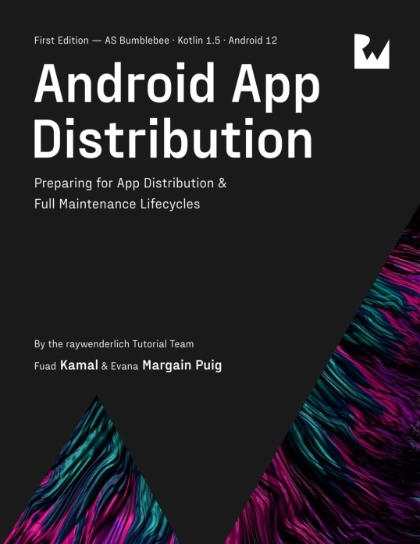 First Edition — AS Bumblebee · Kotlin 1.5 · Android 12
Android App
Distribution
Preparing for App Distribution &
Full Maintenance Lifecycles
By the raywenderlich Tutorial Team
Fuad Kamal & Evana Margain Puig